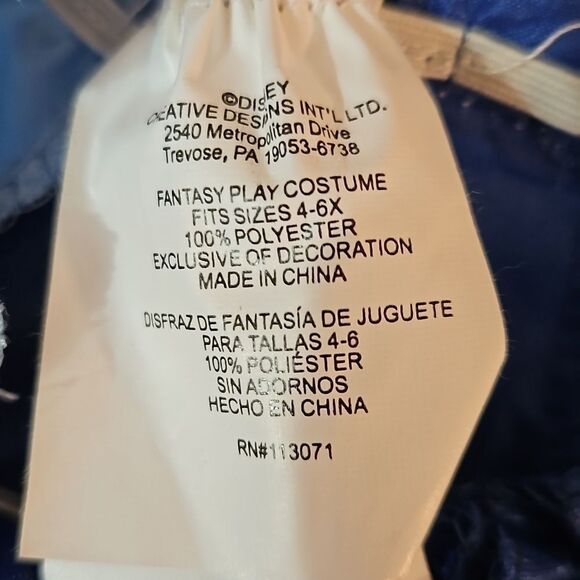 ©DISNEY
CREATIVE DESIGNS INT'L LTD.
2540 Metropolitan Drive
Trevose, PA 19053-6738
FANTASY PLAY COSTUME
FITS SIZES 4-6X
100% POLYESTER
EXCLUSIVE OF DECORATION
MADE IN CHINA
DISFRAZ DE FANTASÍA DE JUGUETE
PARA TALLAS 4-6
100% POLIÉSTER
SIN ADORNOS
HECHO EN CHINA
RN#113071